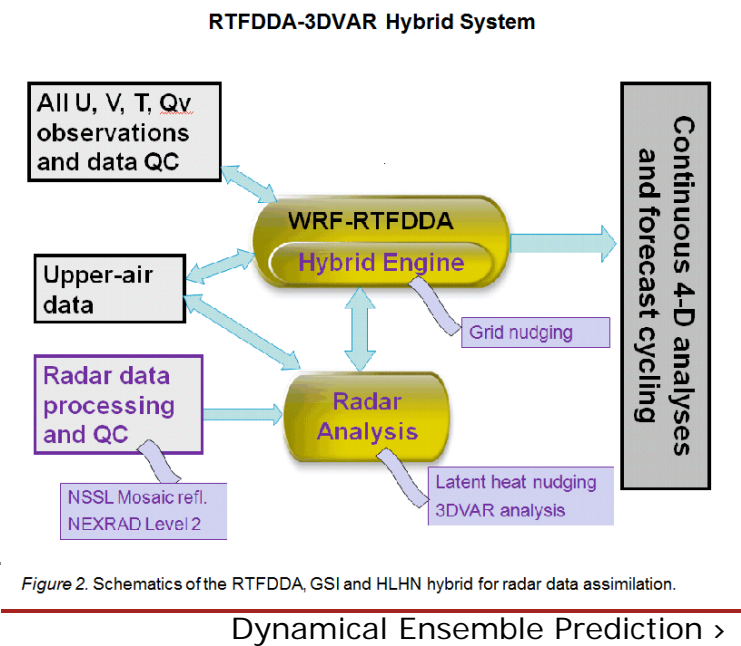 RTFDDA-3DVAR Hybrid System
All U, V, T, Qv
observations
and data QC
WRF-RTFDDA
Hybrid Engine
Upper-air
data
Grid nudging
Radar data
processing
and QC
Radar
Analysis
NSSL Mosaic refl.
NEXRAD Level 2
Latent heat nudging
3DVAR analysis
Continuous 4-D analyses
and forecast cycling
Figure 2. Schematics of the RTFDDA, GSI and HLHN hybrid for radar data assimilation.
Dynamical Ensemble Prediction ›